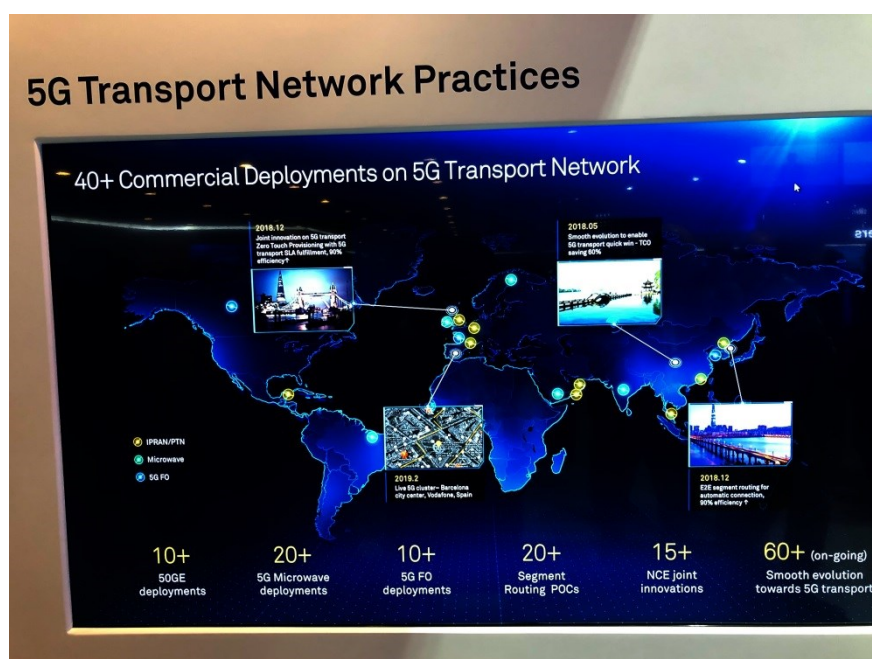 5G Transport Network Practices
40+ Commercial Deployments on 5G Transport Network
2018.12
Joint innovation on 5G transport
Zero Touch Provisioning with 5G
transport SLA fulfillment, 90%
efficiency↑
2018.05
Smooth evolution to enable
5G transport quick win - TCO
saving 60%
IPRAN/PTN
Microwave
5G FO
2019.2
Live 5G cluster– Barcelona
city center, Vodafone, Spain
2018.12
E2E segment routing for
automatic connection,
90% efficiency ↑
10+
50GE
deployments
20+
5G Microwave
deployments
10+
5G FO
deployments
20+
Segment
Routing POCs
15+
NCE joint
innovations
60+ (on-going)
Smooth evolution
towards 5G transport